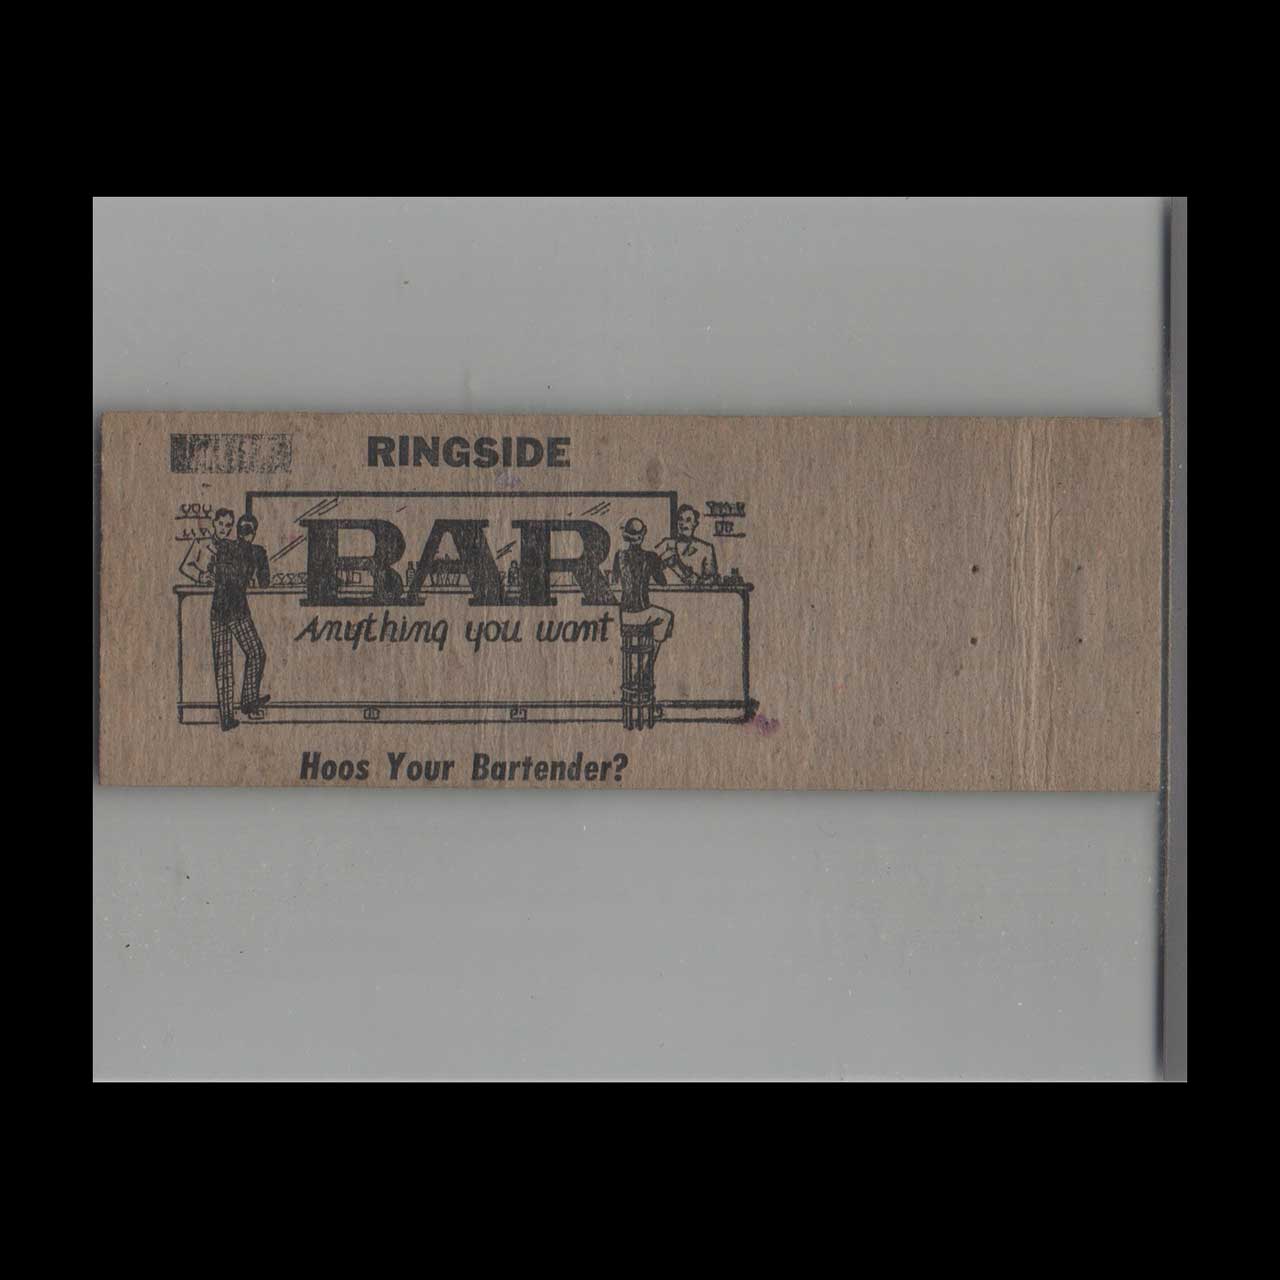 RINGSIDE
BAR
Anything you want
Hoos Your Bartender?